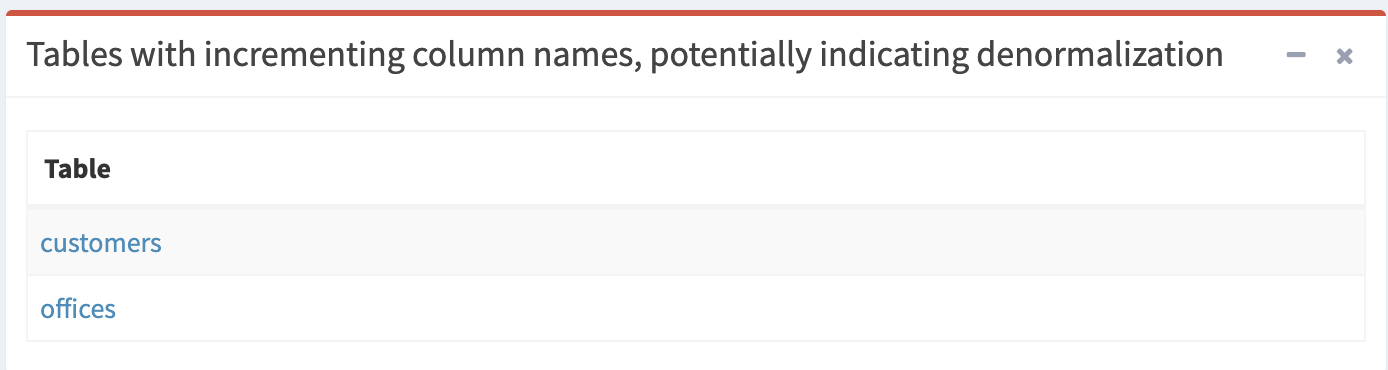 Tables with incrementing column names, potentially indicating denormalization
Table
customers
offices